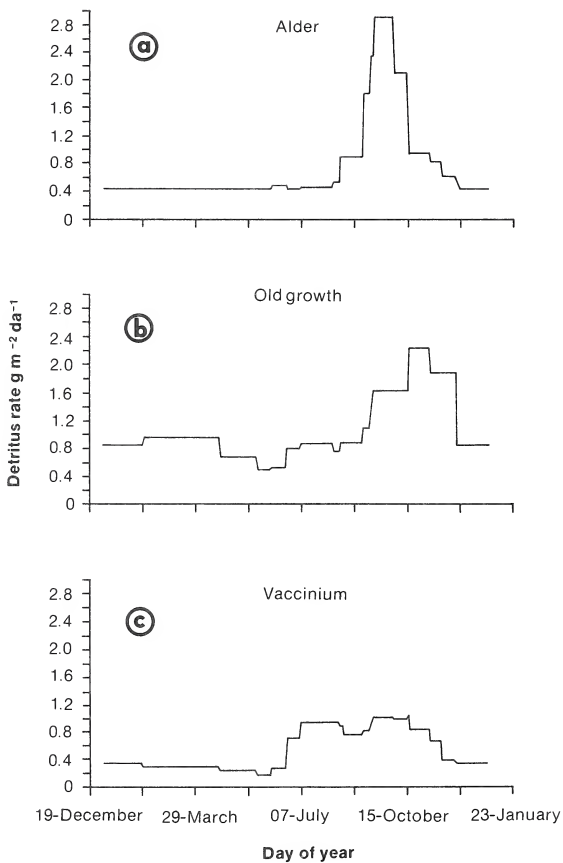 Alder
a
2.8
2.4
2.0
1.6
1.2
0.8
0.4
0
Old growth
b
2.8
2.4
2.0
1.6
1.2
0.8
0.4
0
Detritus rate g m⁻² da⁻¹
Vaccinium
c
2.8
2.4
2.0
1.6
1.2
0.8
0.4
0
19-December 29-March 07-July 15-October 23-January
Day of year